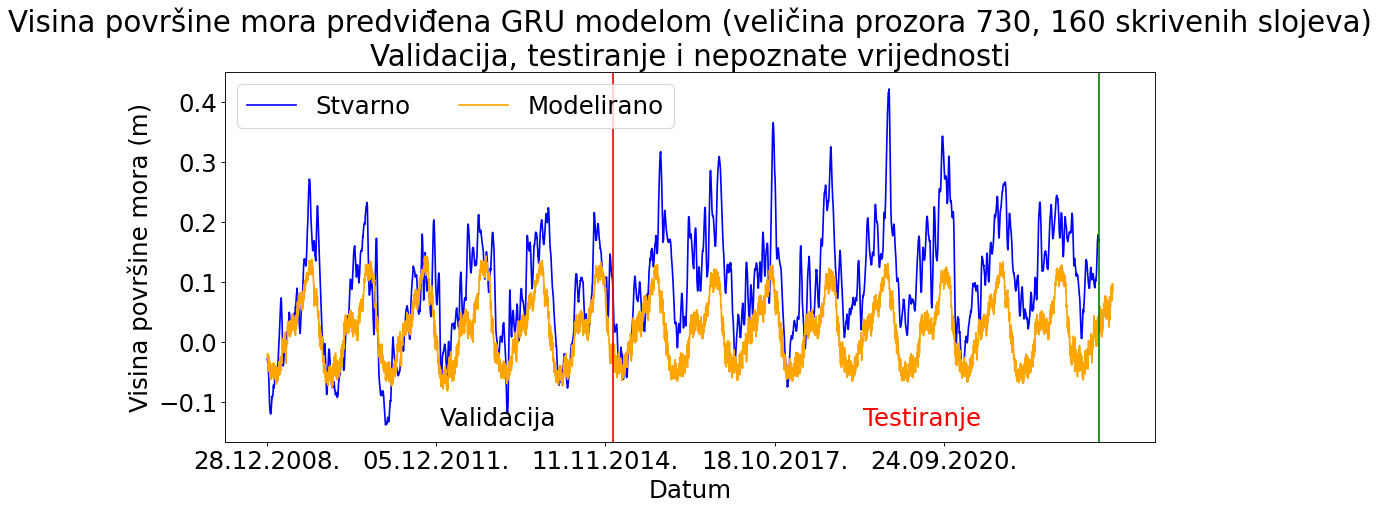 Visina površine mora predviđena GRU modelom (veličina prozora 730, 160 skrivenih slojeva)
Validacija, testiranje i nepoznate vrijednosti
Stvarno
Modelirano
Visina površine mora (m)
0.4
0.3
0.2
0.1
0.0
−0.1
Validacija
Testiranje
28.12.2008.
05.12.2011.
11.11.2014.
18.10.2017.
24.09.2020.
Datum